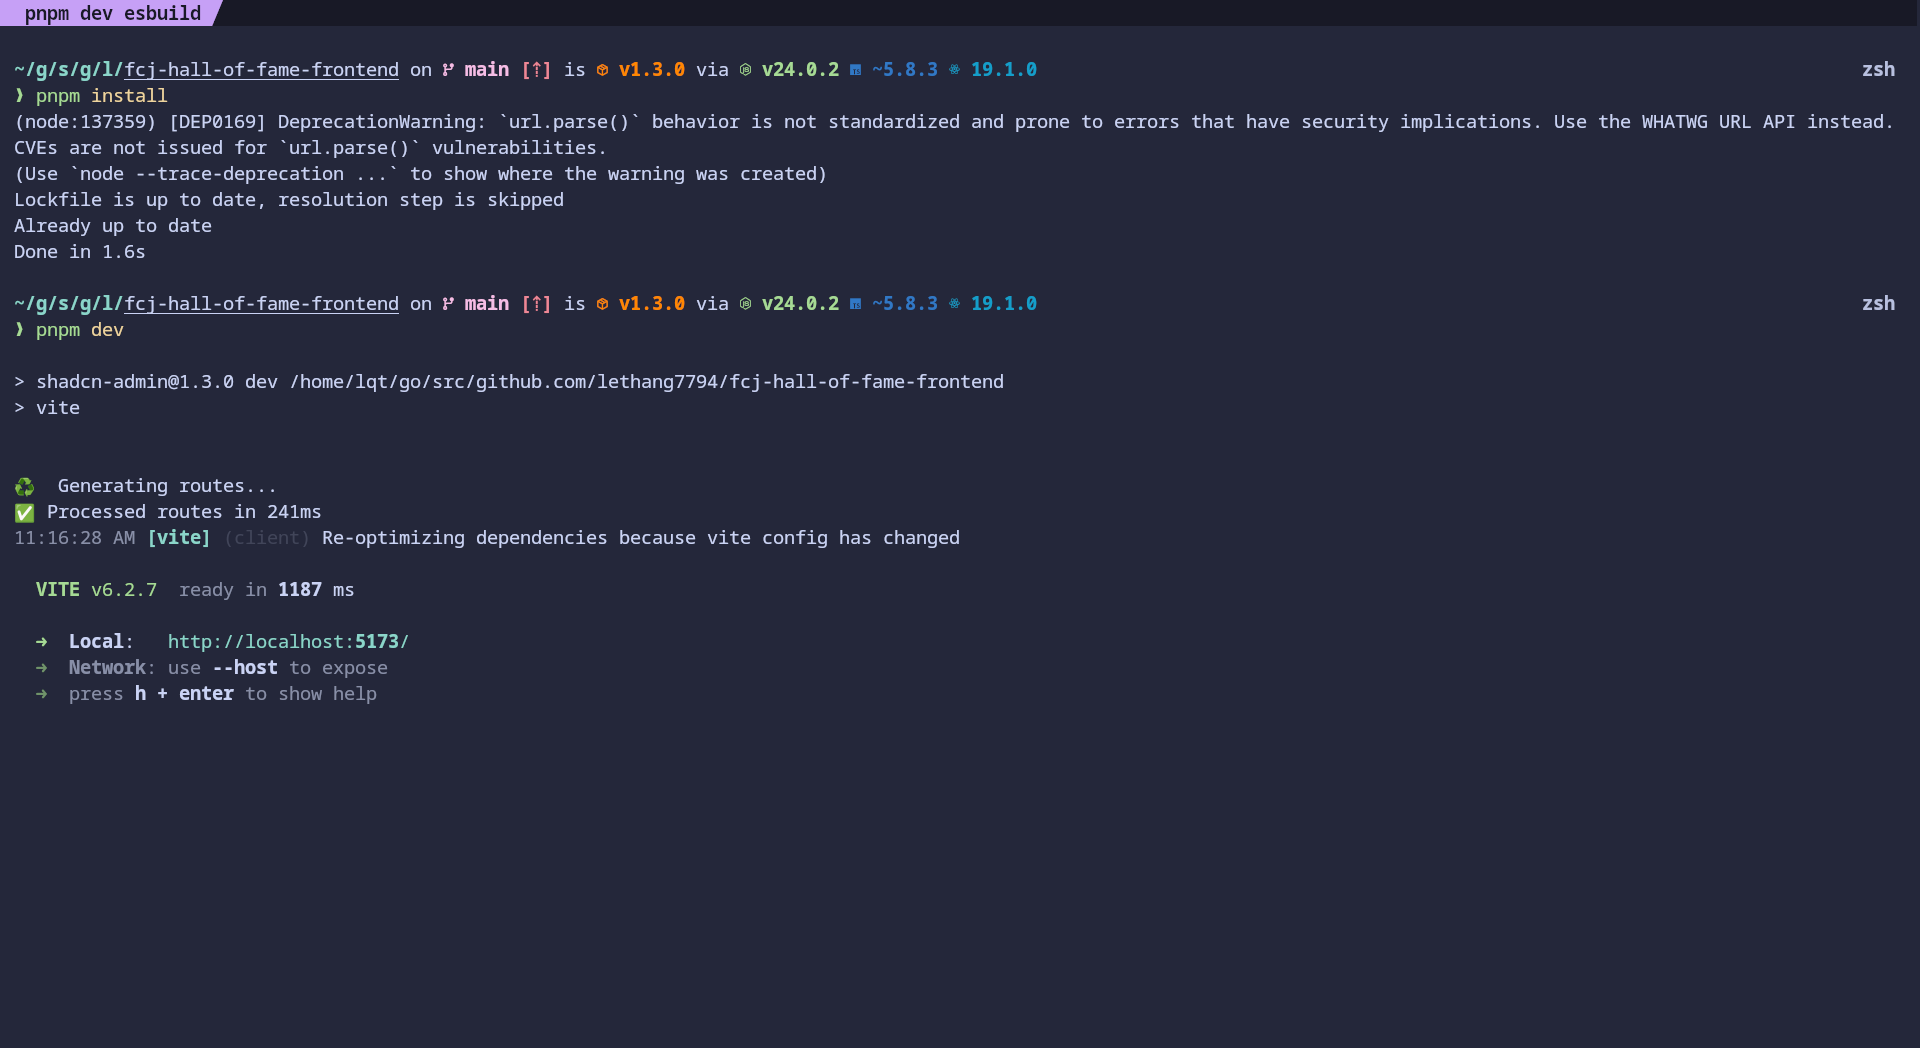 pnpm dev esbuild
~/g/s/g/l/fcj-hall-of-fame-frontend on main [⇡] is v1.3.0 via v24.0.2 ~5.8.3 19.1.0 zsh
❱ pnpm install
(node:137359) [DEP0169] DeprecationWarning: `url.parse()` behavior is not standardized and prone to errors that have security implications. Use the WHATWG URL API instead.
CVEs are not issued for `url.parse()` vulnerabilities.
(Use `node --trace-deprecation ...` to show where the warning was created)
Lockfile is up to date, resolution step is skipped
Already up to date
Done in 1.6s
~/g/s/g/l/fcj-hall-of-fame-frontend on main [⇡] is v1.3.0 via v24.0.2 ~5.8.3 19.1.0 zsh
❱ pnpm dev
> shadcn-admin@1.3.0 dev /home/lqt/go/src/github.com/lethang7794/fcj-hall-of-fame-frontend
> vite
♻️ Generating routes...
✅ Processed routes in 241ms
11:16:28 AM [vite] (client) Re-optimizing dependencies because vite config has changed
VITE v6.2.7 ready in 1187 ms
➜ Local: http://localhost:5173/
➜ Network: use --host to expose
➜ press h + enter to show help